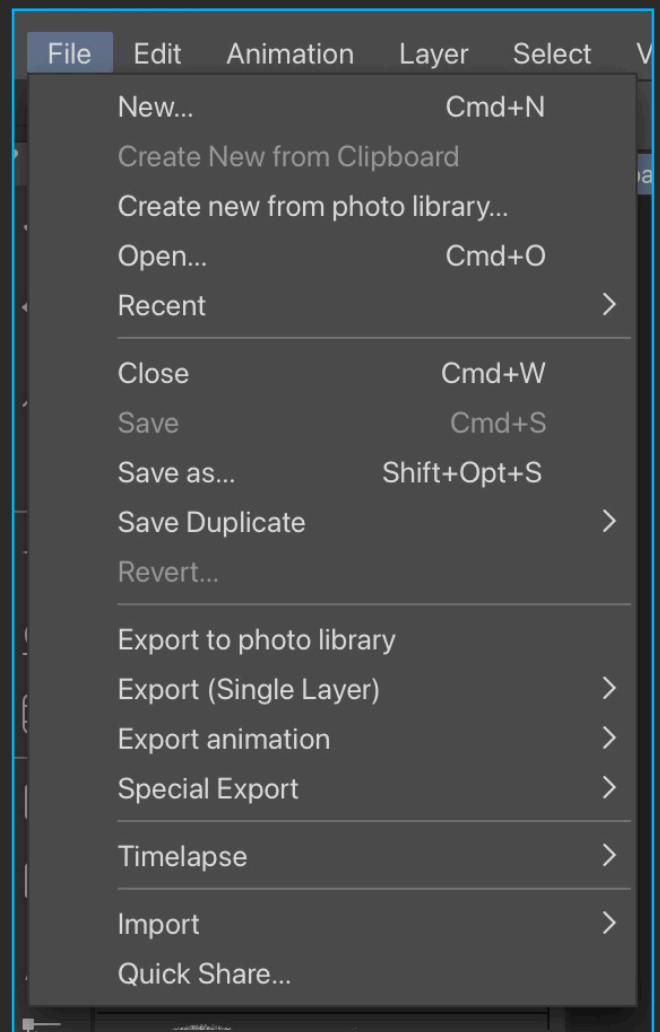 File Edit Animation Layer Select V
New... Cmd+N
Create New from Clipboard
Create new from photo library...
Open... Cmd+O
Recent
Close Cmd+W
Save Cmd+S
Save as... Shift+Opt+S
Save Duplicate
Revert...
Export to photo library
Export (Single Layer)
Export animation
Special Export
Timelapse
Import
Quick Share...